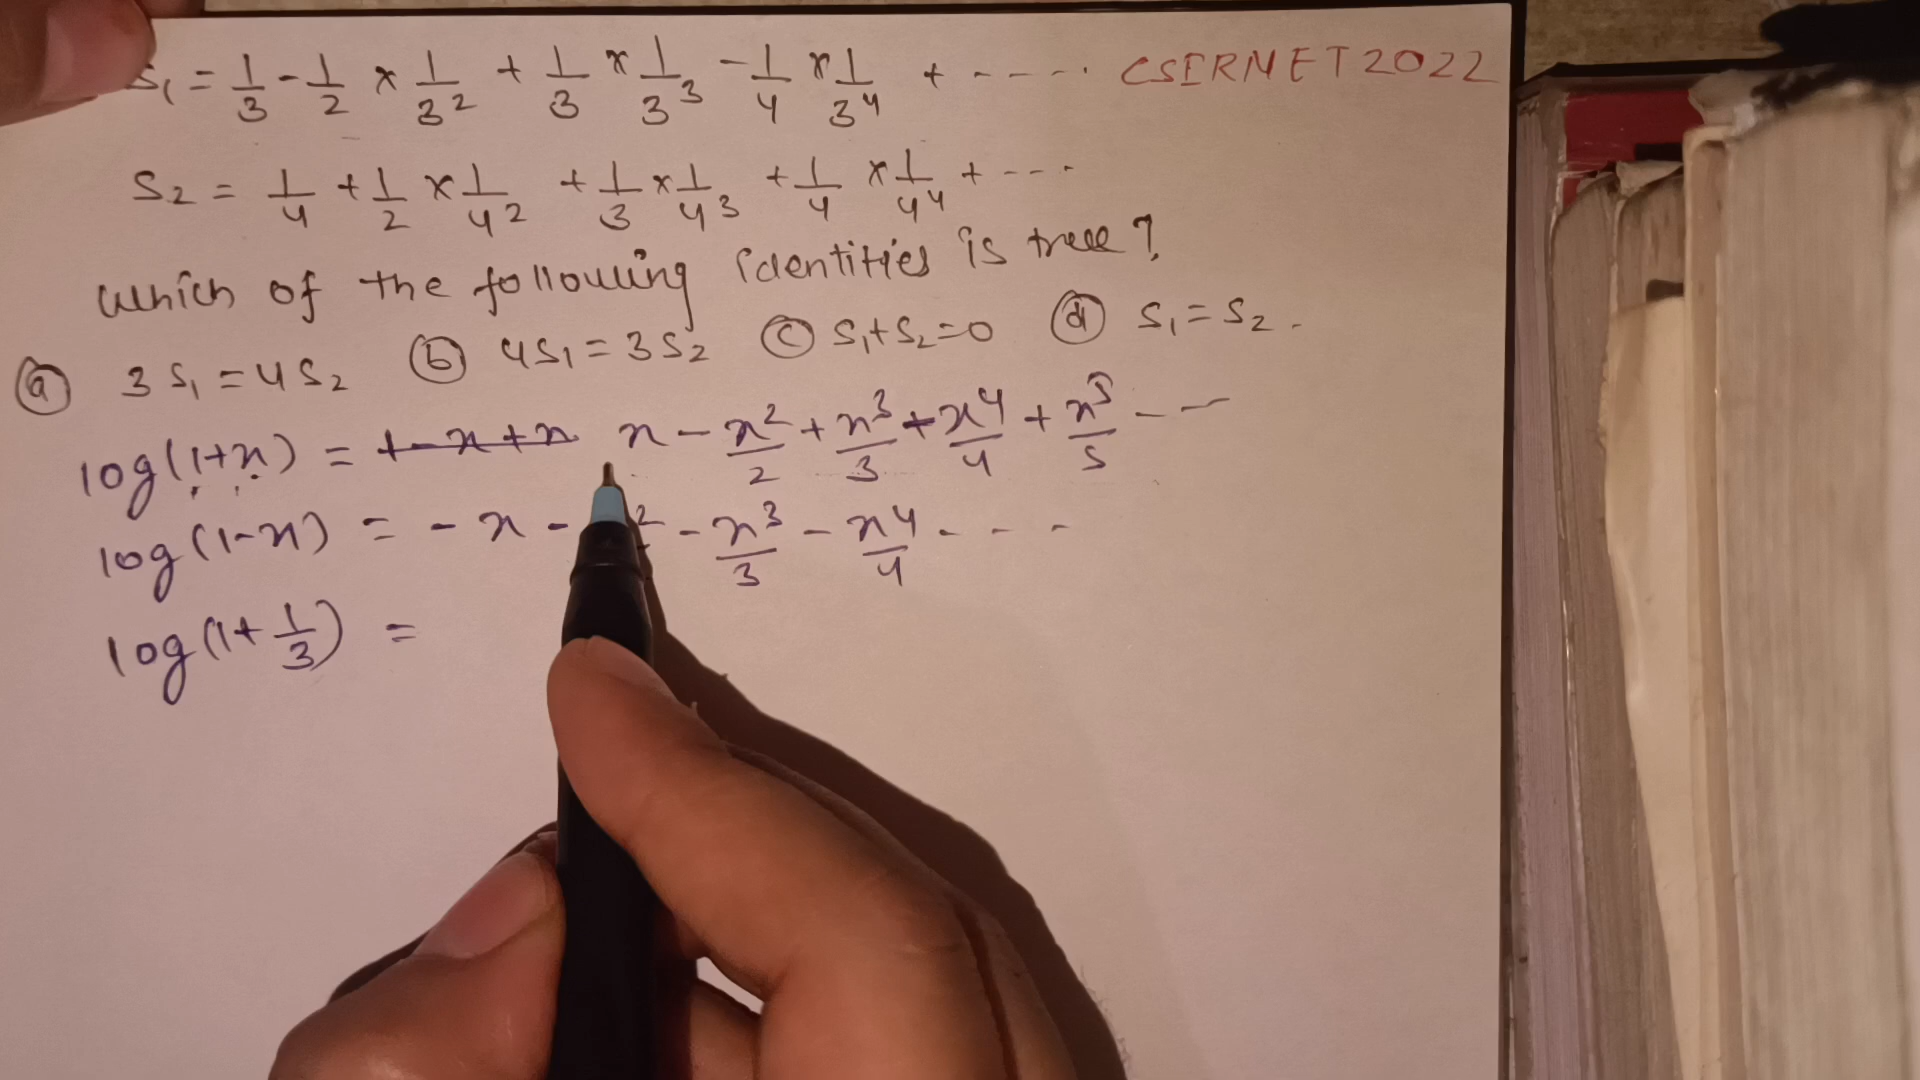 S₁ = 1/3 - 1/2 × 1/3² + 1/3 × 1/3³ - 1/4 × 1/3⁴ + ----. CSIRNET2022
S₂ = 1/4 + 1/2 × 1/4² + 1/3 × 1/4³ + 1/4 × 1/4⁴ + ---.
which of the following identities is true?
(a) 3S₁ = 4S₂ (b) 4S₁ = 3S₂ (c) S₁+S₂=0 (d) S₁=S₂.
log(1+x) = 1-x+x x - x²/2 + x³/3 + x⁴/4 + x⁵/5 ---
log(1-x) = -x - ² - x³/3 - x⁴/4 - - -
log(1+1/3) =